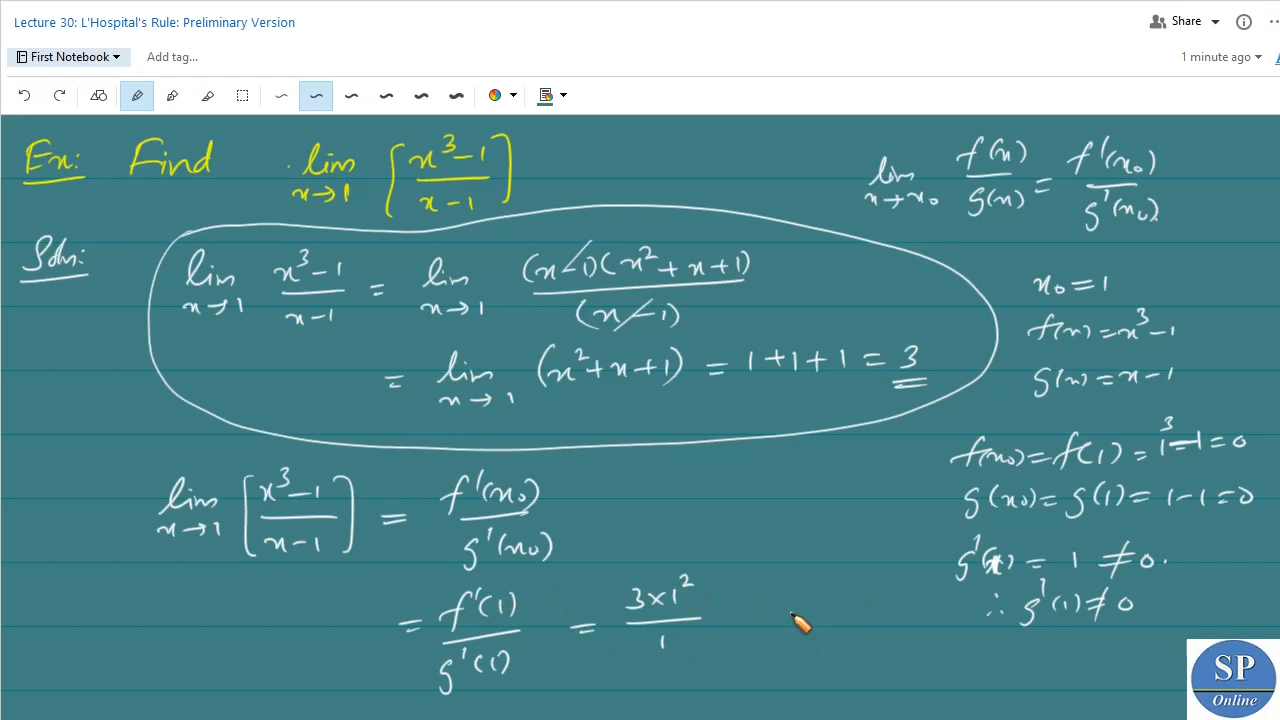 Lecture 30: L'Hospital's Rule: Preliminary Version
Share
First Notebook
Add tag...
1 minute ago
Ex: Find lim x→1 [x³-1 / x-1]
lim x→x₀ f(x)/g(x) = f'(x₀)/g'(x₀)
Soln:
lim x→1 x³-1 / x-1 = lim x→1 (x-1)(x²+x+1) / (x-1)
= lim x→1 (x²+x+1) = 1+1+1 = 3
x₀ = 1
f(x) = x³-1
g(x) = x-1
f(x₀) = f(1) = 1³-1 = 0
g(x₀) = g(1) = 1-1 = 0
g'(x) = 1 ≠ 0.
∴ g'(1) ≠ 0
lim x→1 [x³-1 / x-1] = f'(x₀) / g'(x₀)
= f'(1) / g'(1) = 3×1² / 1
SP
Online